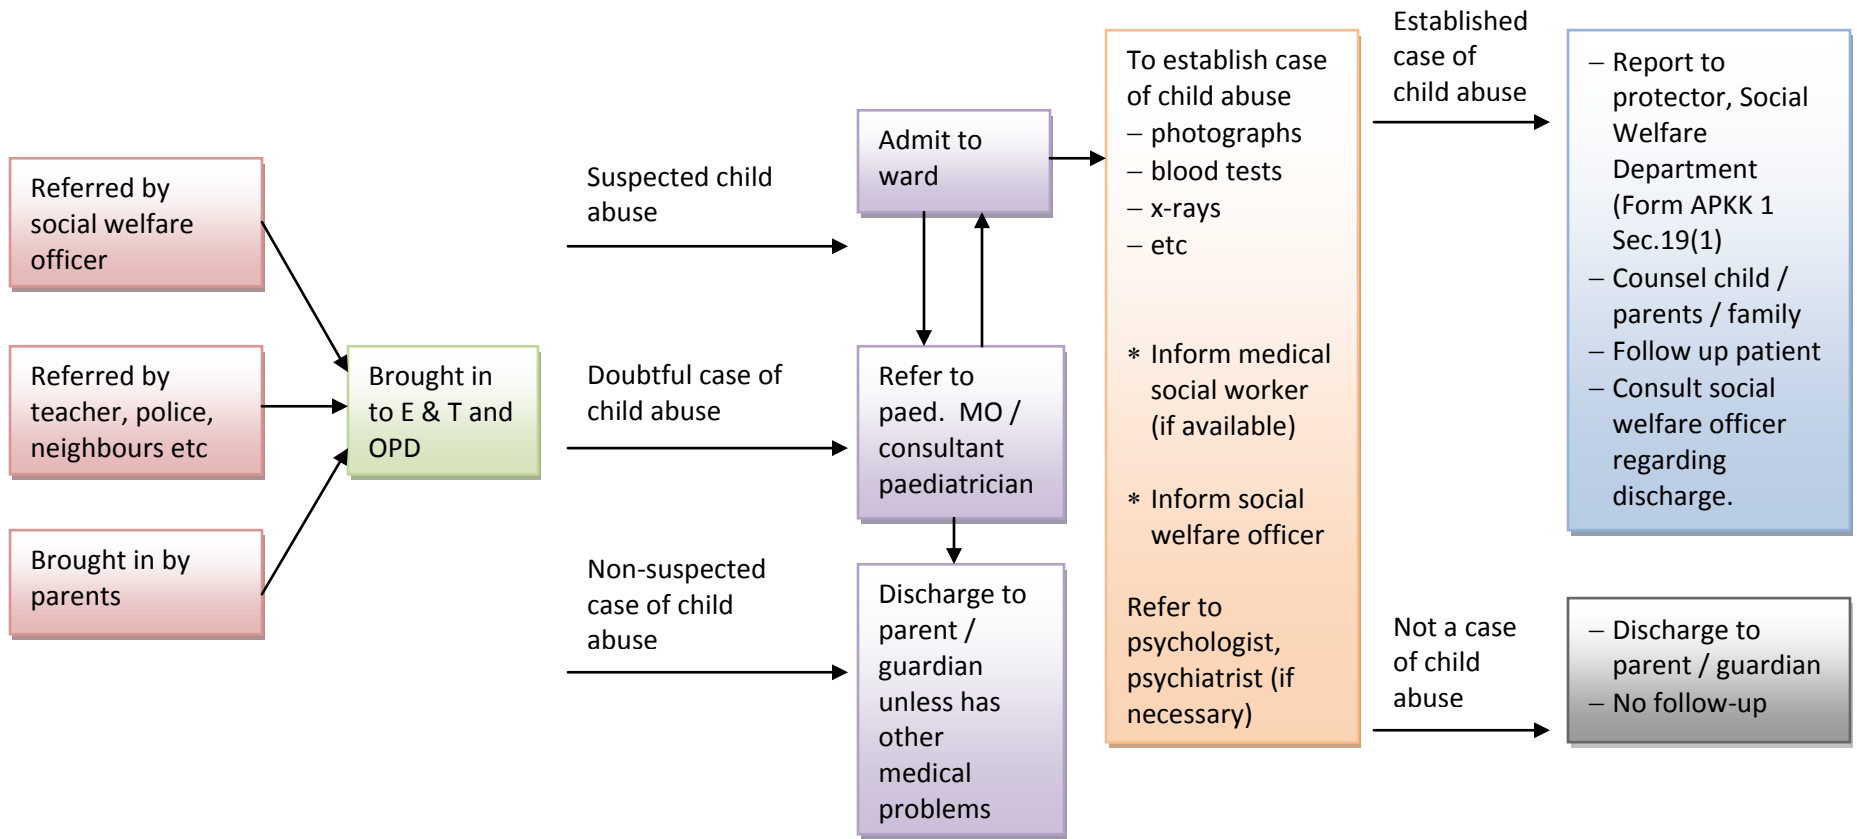 Referred by
social welfare
officer
Referred by
teacher, police,
neighbours etc
Brought in by
parents
Brought in
to E & T and
OPD
Suspected child
abuse
Doubtful case of
child abuse
Non-suspected
case of child
abuse
Admit to
ward
Refer to
paed. MO /
consultant
paediatrician
Discharge to
parent /
guardian
unless has
other
medical
problems
To establish case
of child abuse
– photographs
– blood tests
– x-rays
– etc
* Inform medical
social worker
(if available)
* Inform social
welfare officer
Refer to
psychologist,
psychiatrist (if
necessary)
Established
case of
child abuse
– Report to
protector, Social
Welfare
Department
(Form APKK 1
Sec.19(1)
– Counsel child /
parents / family
– Follow up patient
– Consult social
welfare officer
regarding
discharge.
Not a case
of child
abuse
– Discharge to
parent / guardian
– No follow-up